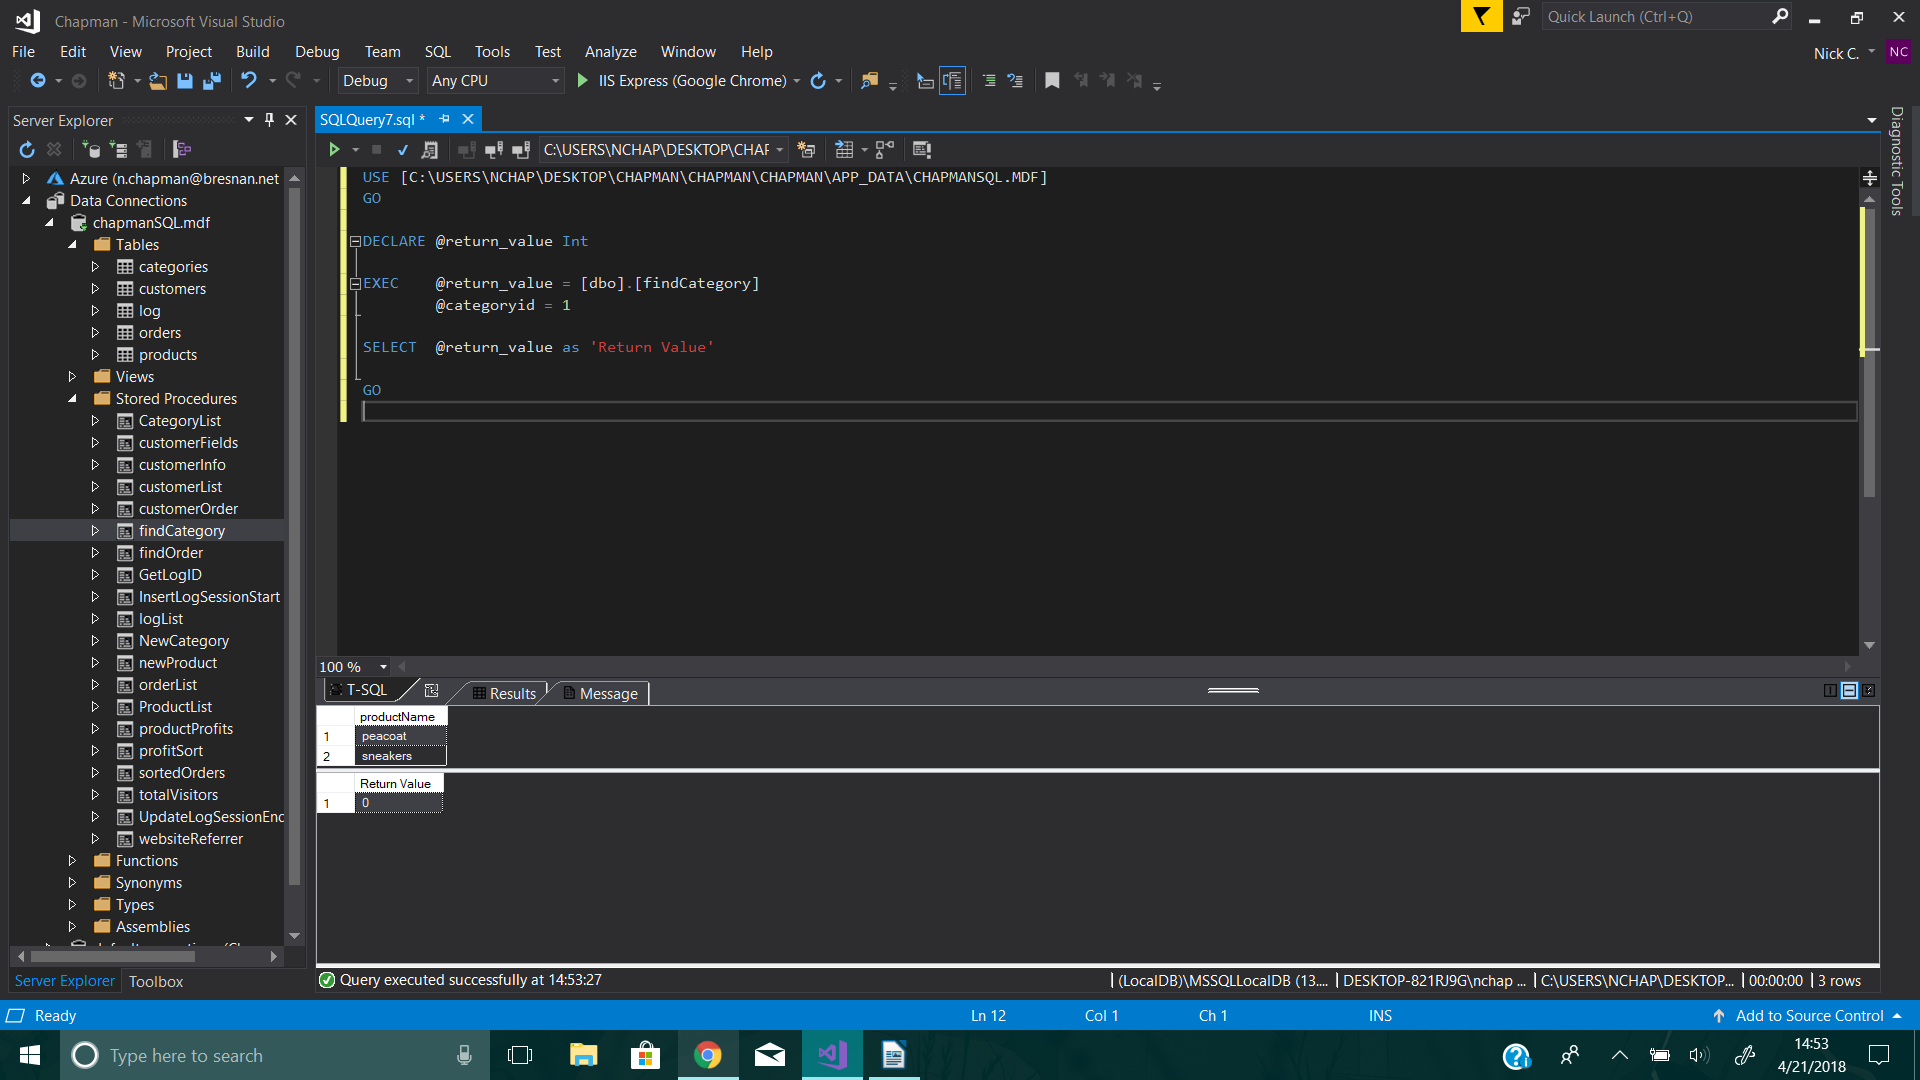 Chapman - Microsoft Visual Studio
Quick Launch (Ctrl+Q)
File Edit View Project Build Debug Team SQL Tools Test Analyze Window Help
Nick C. NC
Debug Any CPU IIS Express (Google Chrome)
Server Explorer
SQLQuery7.sql *
C:\USERS\NCHAP\DESKTOP\CHAP
Diagnostic Tools
Azure (n.chapman@bresnan.net
Data Connections
chapmanSQL.mdf
Tables
categories
customers
log
orders
products
Views
Stored Procedures
CategoryList
customerFields
customerInfo
customerList
customerOrder
findCategory
findOrder
GetLogID
InsertLogSessionStart
logList
NewCategory
newProduct
orderList
ProductList
productProfits
profitSort
sortedOrders
totalVisitors
UpdateLogSessionEnd
websiteReferrer
Functions
Synonyms
Types
Assemblies
Server Explorer Toolbox
USE [C:\USERS\NCHAP\DESKTOP\CHAPMAN\CHAPMAN\CHAPMAN\APP_DATA\CHAPMANSQL.MDF]
GO
DECLARE @return_value Int
EXEC @return_value = [dbo].[findCategory]
@categoryid = 1
SELECT @return_value as 'Return Value'
GO
100 %
T-SQL Results Message
productName
1 peacoat
2 sneakers
Return Value
1 0
Query executed successfully at 14:53:27
(LocalDB)\MSSQLLocalDB (13.... DESKTOP-821RJ9G\nchap ... C:\USERS\NCHAP\DESKTOP... 00:00:00 3 rows
Ready Ln 12 Col 1 Ch 1 INS Add to Source Control
Type here to search
14:53
4/21/2018